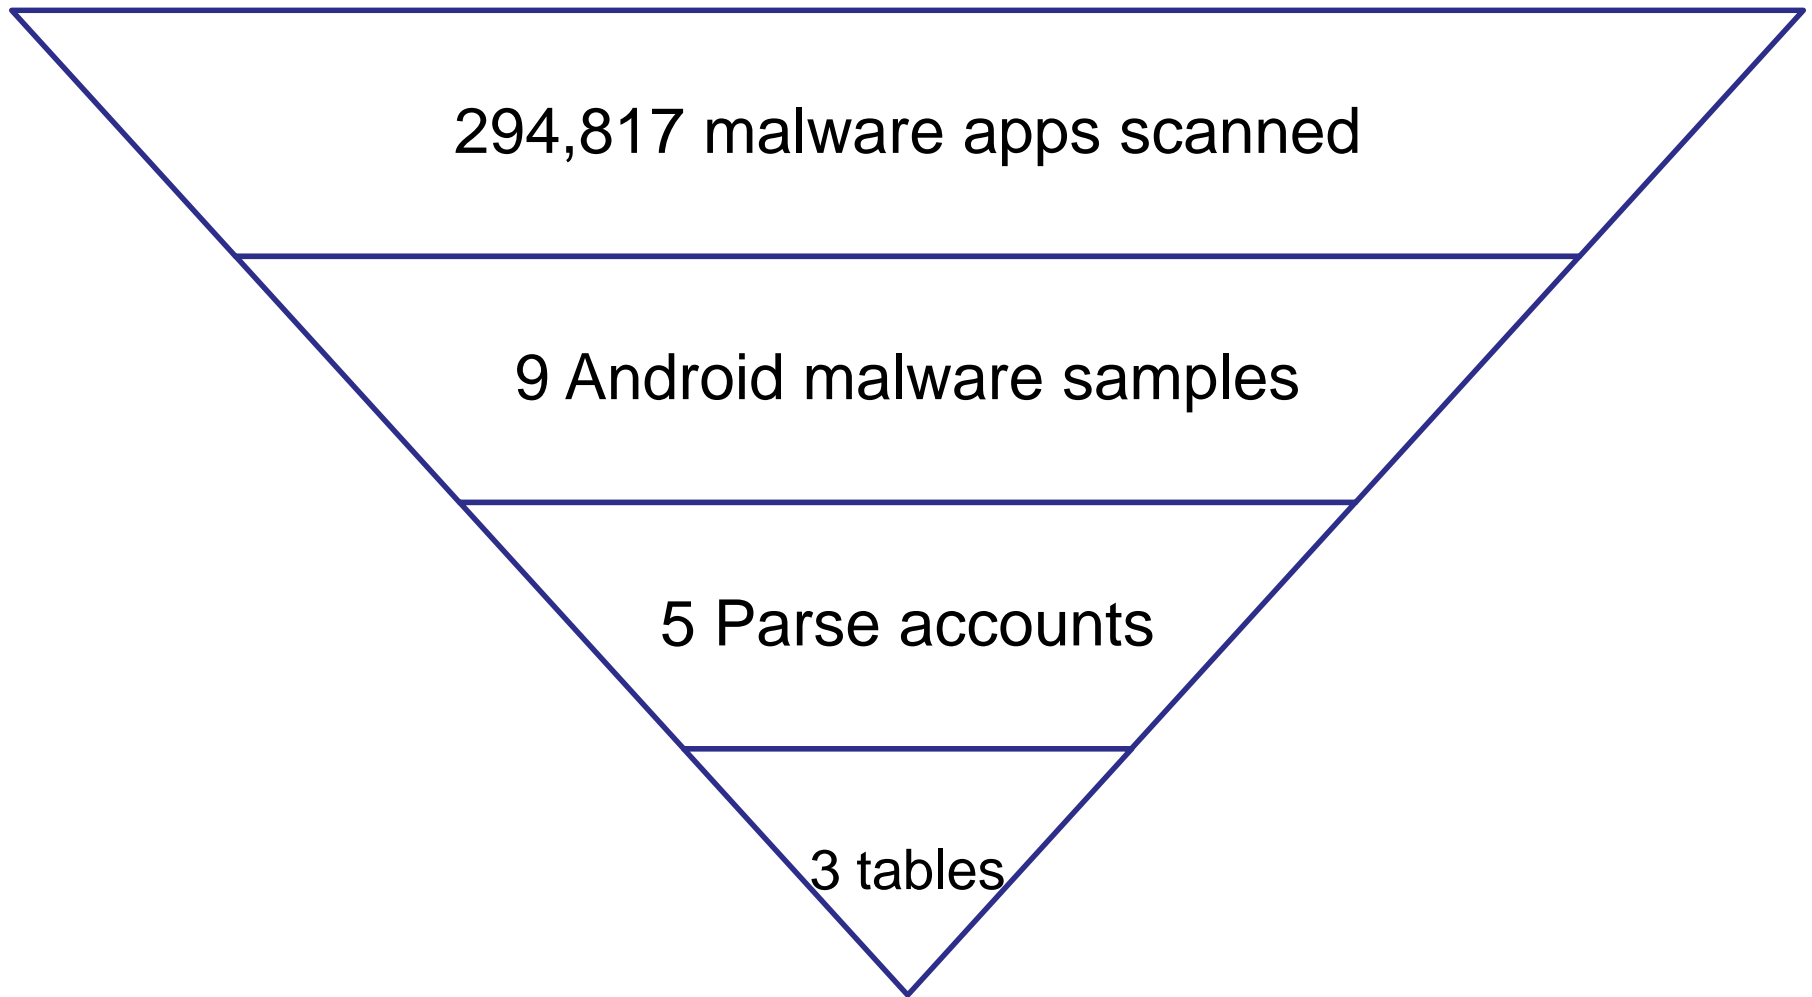 294,817 malware apps scanned
9 Android malware samples
5 Parse accounts
3 tables